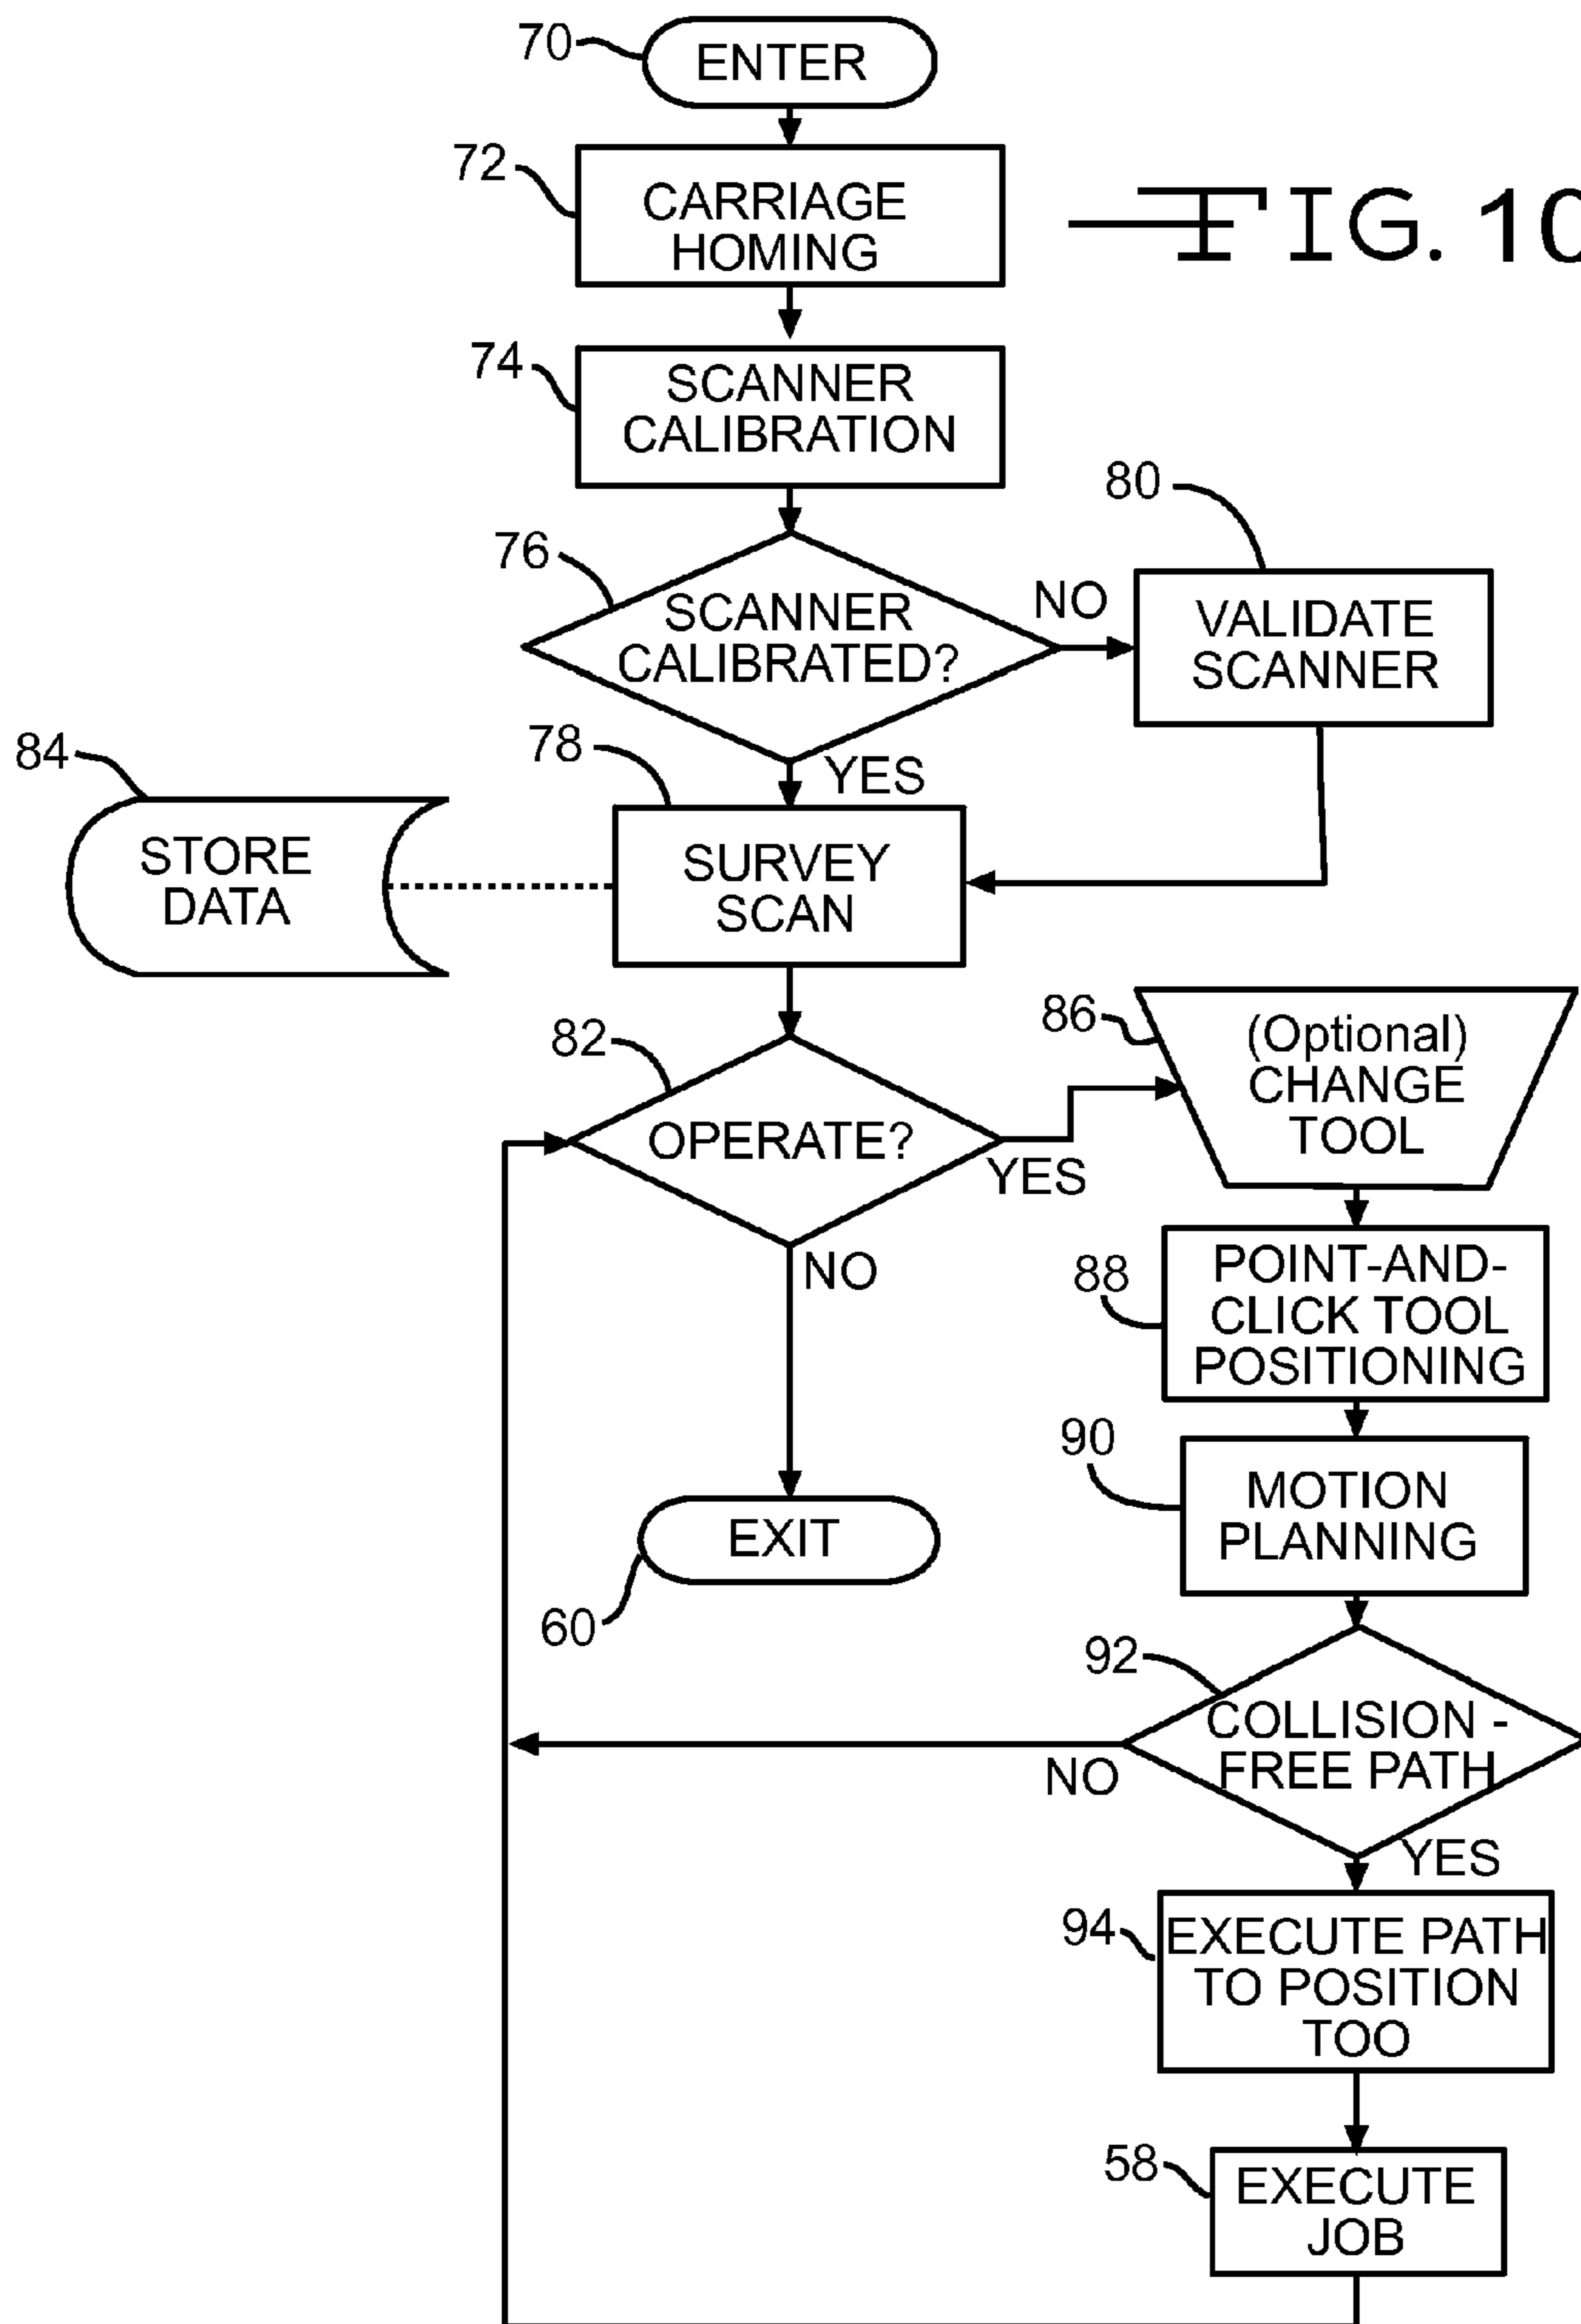 70
ENTER
72
CARRIAGE
HOMING
FIG. 10
74
SCANNER
CALIBRATION
80
76
SCANNER
CALIBRATED?
NO
VALIDATE
SCANNER
84
78
YES
STORE
DATA
SURVEY
SCAN
86
(Optional)
CHANGE
TOOL
82
OPERATE?
YES
NO
88
POINT-AND-
CLICK TOOL
POSITIONING
90
MOTION
PLANNING
EXIT
60
92
COLLISION -
FREE PATH
NO
YES
94
EXECUTE PATH
TO POSITION
TOO
58
EXECUTE
JOB